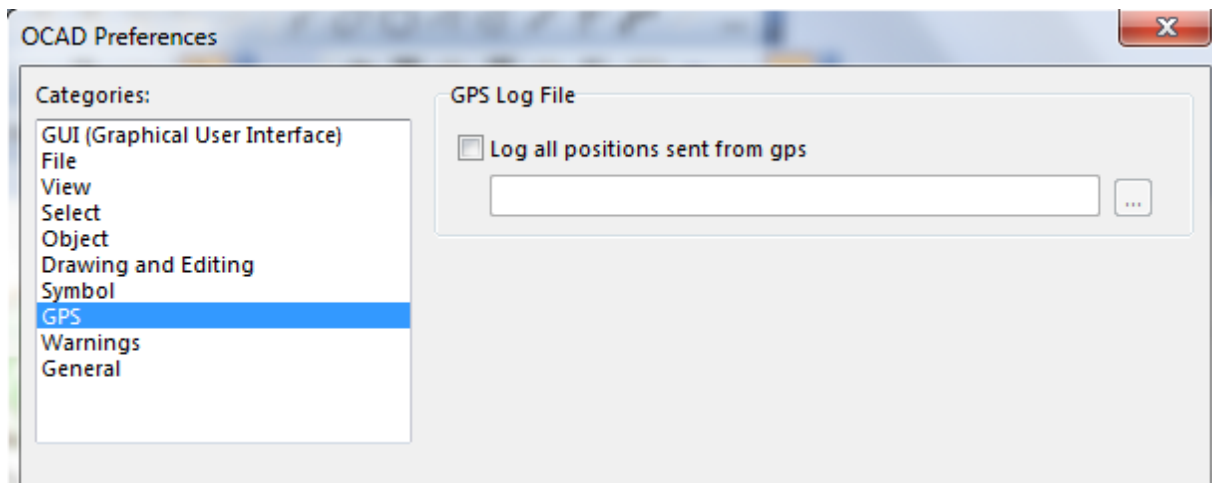 OCAD Preferences
Categories:
GUI (Graphical User Interface)
File
View
Select
Object
Drawing and Editing
Symbol
GPS
Warnings
General
GPS Log File
Log all positions sent from gps
...